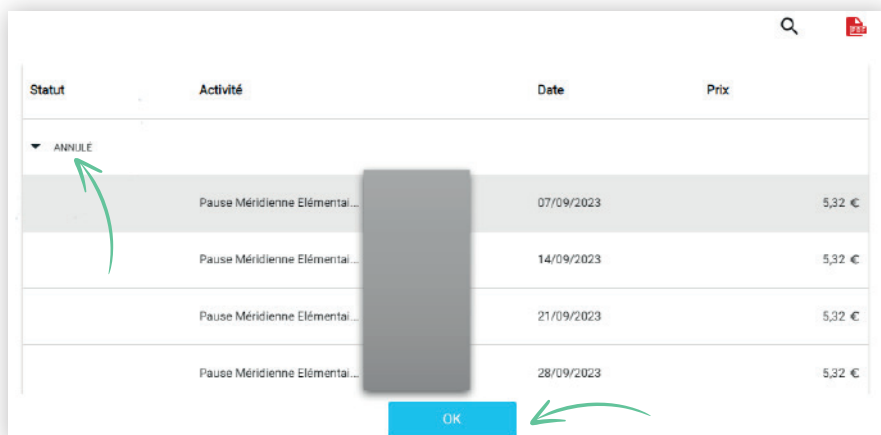 PDF
Statut Activité Date Prix
ANNULÉ
Pause Méridienne Elémentai... 07/09/2023 5,32 €
Pause Méridienne Elémentai... 14/09/2023 5,32 €
Pause Méridienne Elémentai... 21/09/2023 5,32 €
Pause Méridienne Elémentai... 28/09/2023 5,32 €
OK